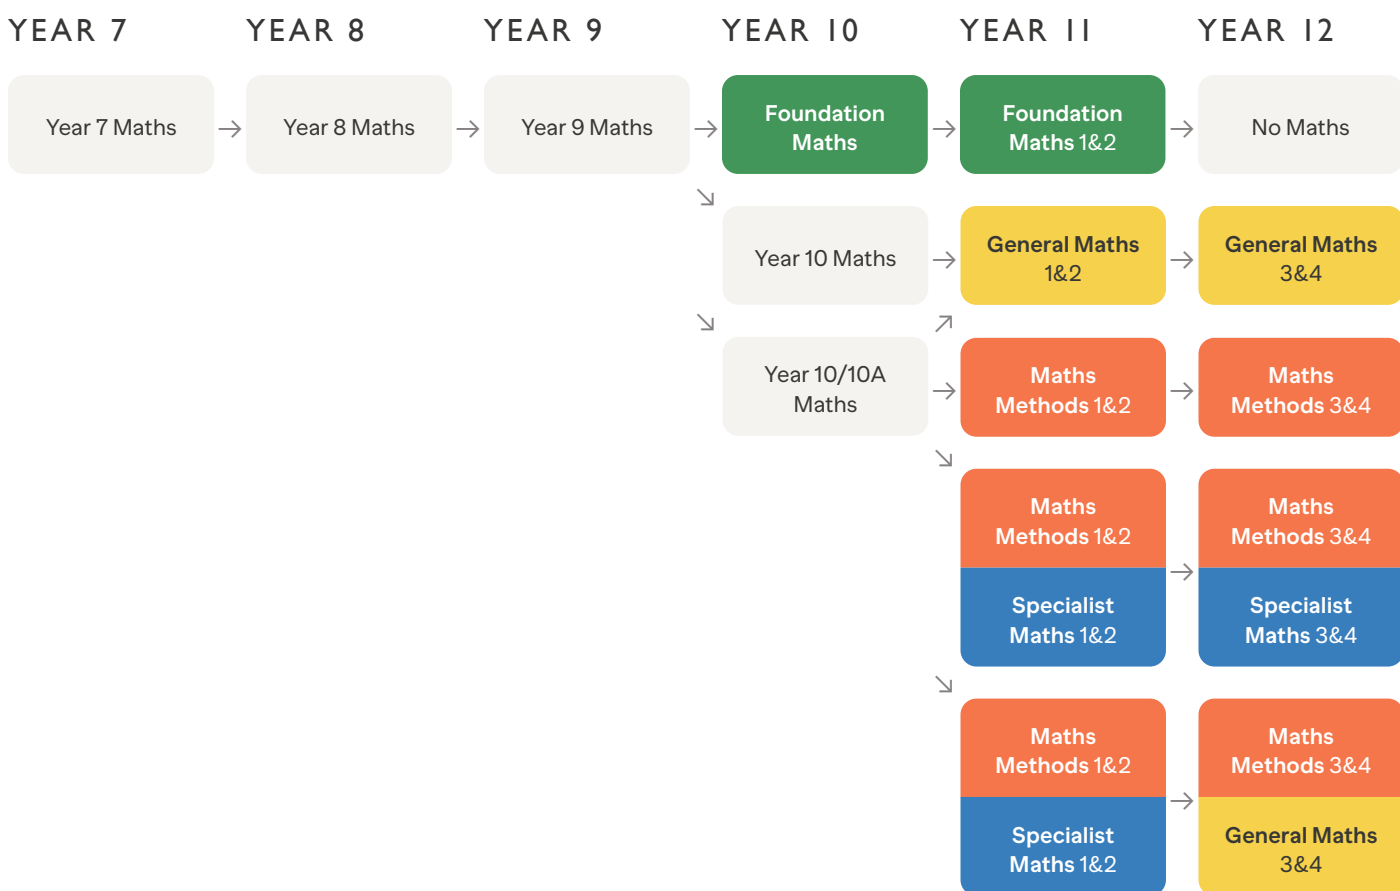 YEAR 7
YEAR 8
YEAR 9
YEAR 10
YEAR 11
YEAR 12
Year 7 Maths
Year 8 Maths
Year 9 Maths
Foundation
Maths
Foundation
Maths 1&2
No Maths
Year 10 Maths
General Maths
1&2
General Maths
3&4
Year 10/10A
Maths
Maths
Methods 1&2
Maths
Methods 3&4
Maths
Methods 1&2
Specialist
Maths 1&2
Maths
Methods 3&4
Specialist
Maths 3&4
Maths
Methods 1&2
Specialist
Maths 1&2
Maths
Methods 3&4
General Maths
3&4